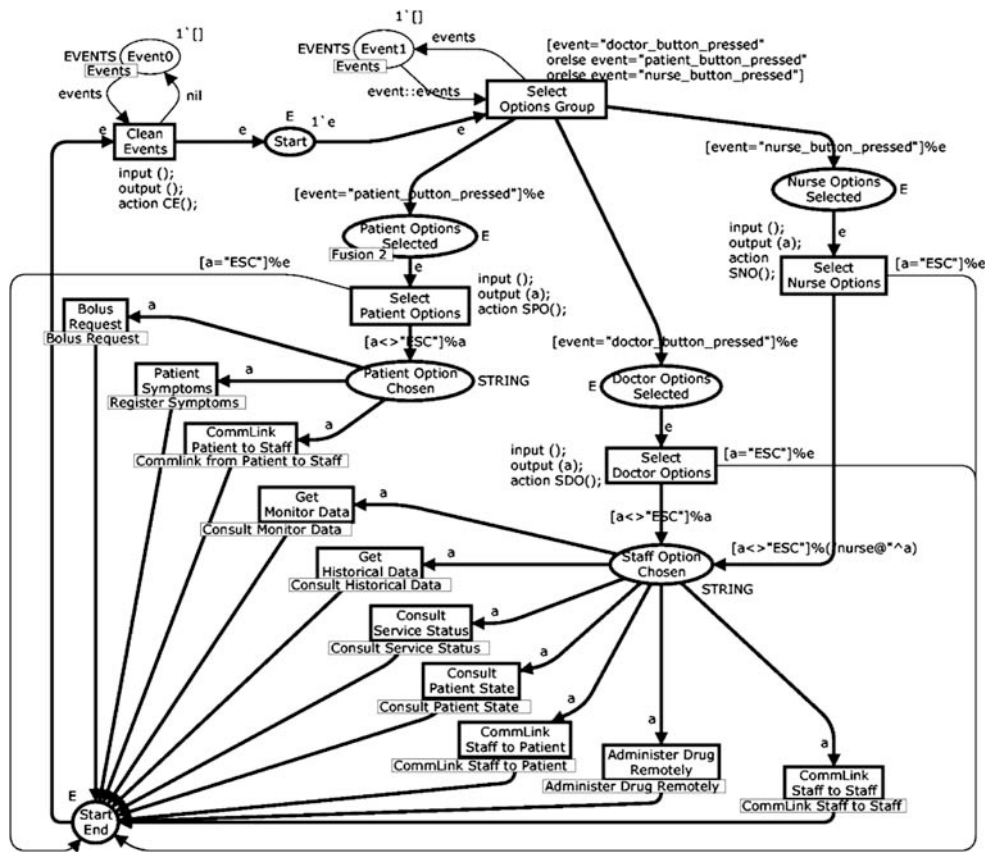 1`[]
EVENTS
Event0
Events
events
nil
1`[]
EVENTS
Event1
Events
events
event::events
[event="doctor_button_pressed"
orelse event="patient_button_pressed"
orelse event="nurse_button_pressed"]
Select
Options Group
e
Clean
Events
e
E
Start
1`e
e
input ();
output ();
action CE();
[event="nurse_button_pressed"]%e
Nurse Options
Selected
E
[event="patient_button_pressed"]%e
Patient Options
Selected
E
Fusion 2
e
input ();
output (a);
action
SNO();
e
Select
Nurse Options
[a="ESC"]%e
[a="ESC"]%e
Select
Patient Options
input ();
output (a);
action SPO();
Bolus
Request
Bolus Request
a
[a<>"ESC"]%a
[event="doctor_button_pressed"]%e
Patient
Symptoms
Register Symptoms
a
Patient Option
Chosen
STRING
E
Doctor Options
Selected
CommLink
Patient to Staff
Commlink from Patient to Staff
a
e
input ();
output (a);
action SDO();
Select
Doctor Options
[a="ESC"]%e
Get
Monitor Data
Consult Monitor Data
a
[a<>"ESC"]%a
Get
Historical Data
Consult Historical Data
a
Staff Option
Chosen
STRING
[a<>"ESC"]%("nurse@"^a)
Consult
Service Status
Consult Service Status
a
Consult
Patient State
Consult Patient State
a
CommLink
Staff to Patient
CommLink Staff to Patient
a
Administer Drug
Remotely
Administer Drug Remotely
a
CommLink
Staff to Staff
CommLink Staff to Staff
a
E
Start
End